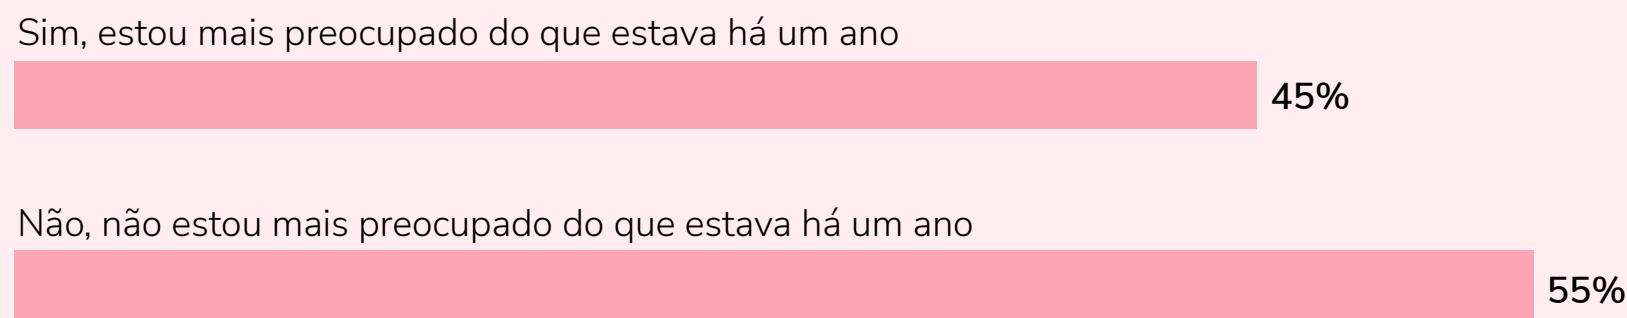 Sim, estou mais preocupado do que estava há um ano
45%
Não, não estou mais preocupado do que estava há um ano
55%